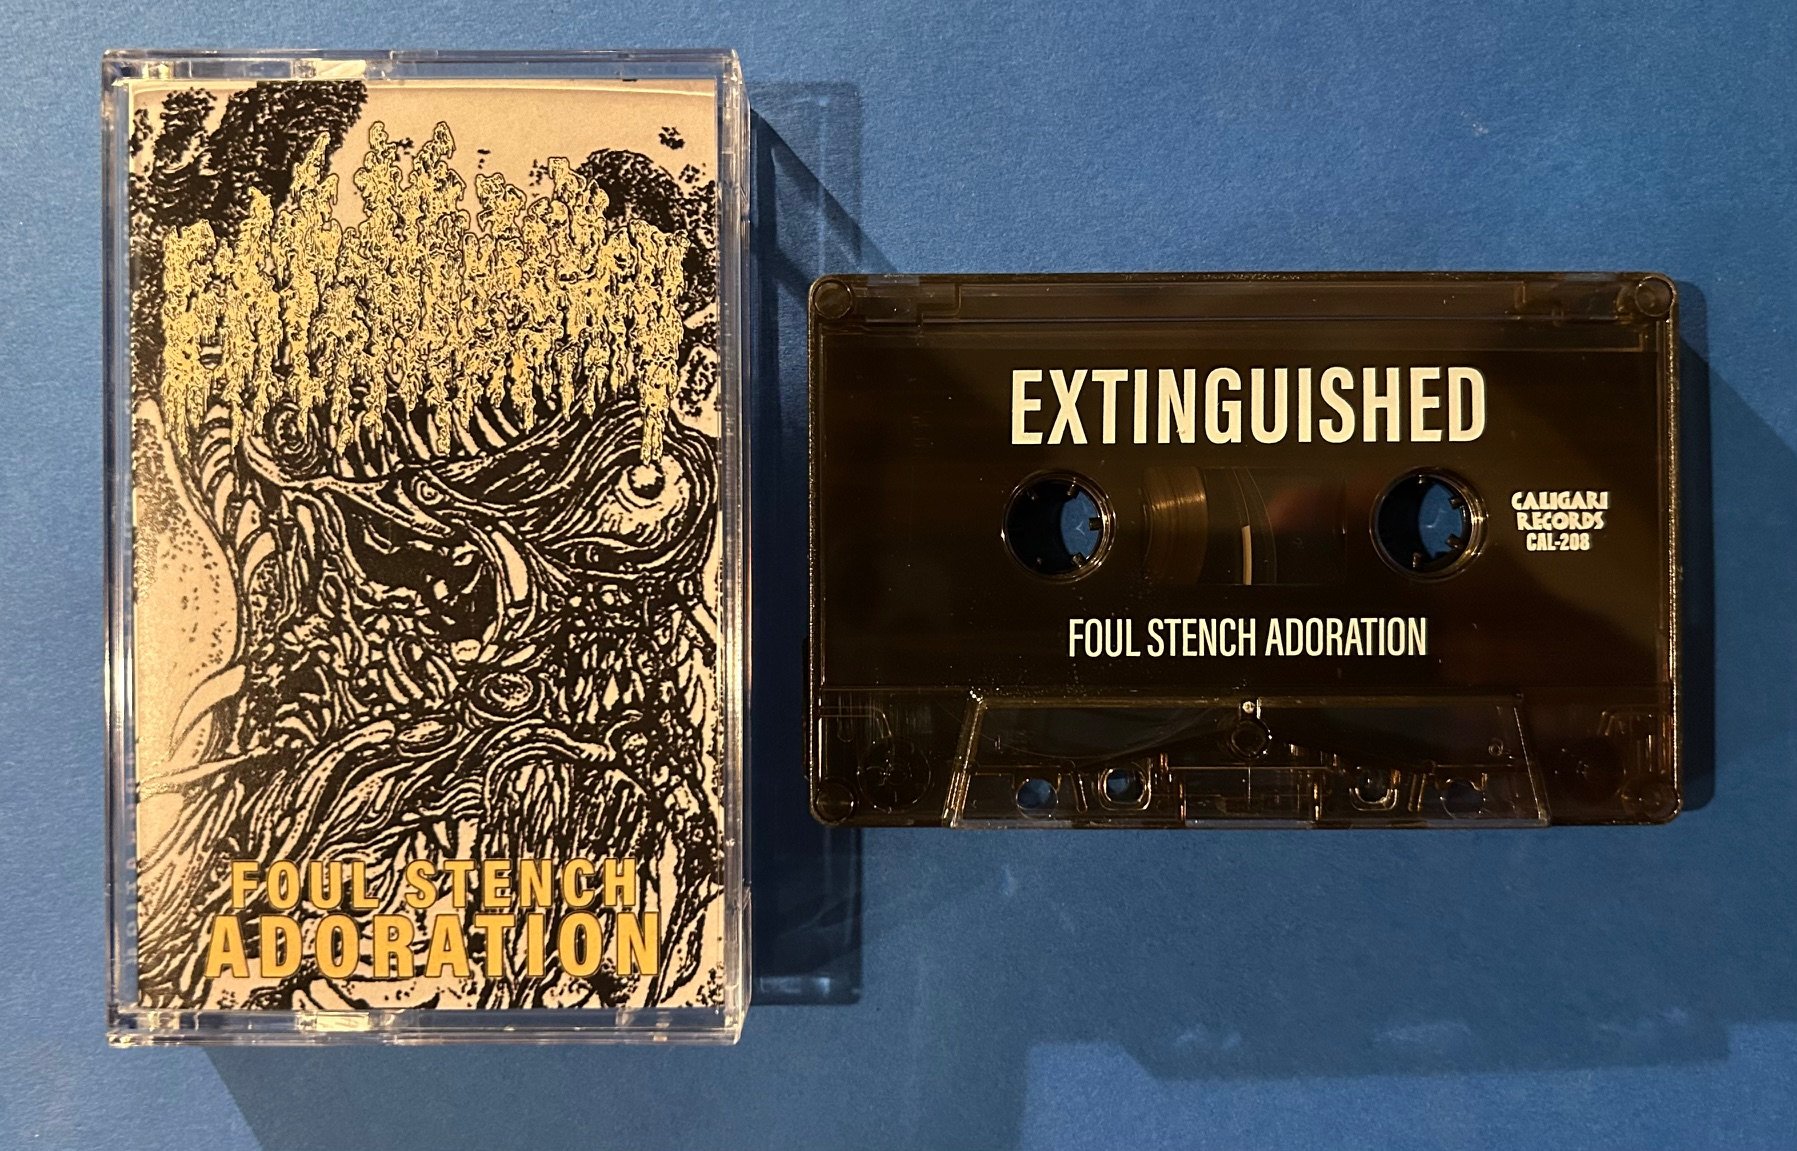 FOUL STENCH
ADORATION
EXTINGUISHED
CALIGARI
RECORDS
CAL-208
FOUL STENCH ADORATION